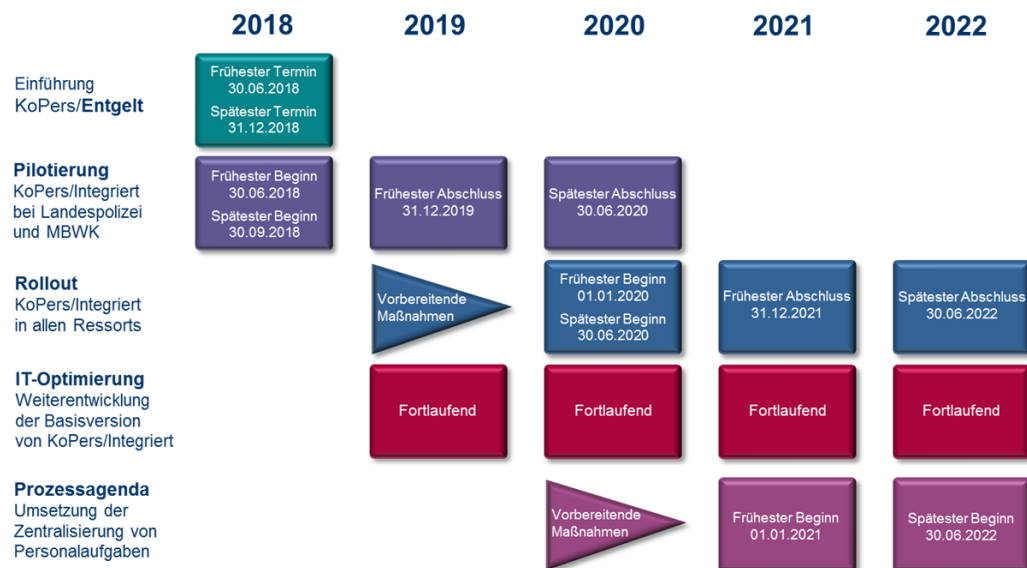 2018 2019 2020 2021 2022
Einführung
KoPers/Entgelt
Frühester Termin
30.06.2018
Spätester Termin
31.12.2018
Pilotierung
KoPers/Integriert
bei Landespolizei
und MBWK
Frühester Beginn
30.06.2018
Spätester Beginn
30.09.2018
Frühester Abschluss
31.12.2019
Spätester Abschluss
30.06.2020
Rollout
KoPers/Integriert
in allen Ressorts
Vorbereitende
Maßnahmen
Frühester Beginn
01.01.2020
Spätester Beginn
30.06.2020
Frühester Abschluss
31.12.2021
Spätester Abschluss
30.06.2022
IT-Optimierung
Weiterentwicklung
der Basisversion
von KoPers/Integriert
Fortlaufend
Fortlaufend
Fortlaufend
Fortlaufend
Prozessagenda
Umsetzung der
Zentralisierung von
Personalaufgaben
Vorbereitende
Maßnahmen
Frühester Beginn
01.01.2021
Spätester Beginn
30.06.2022